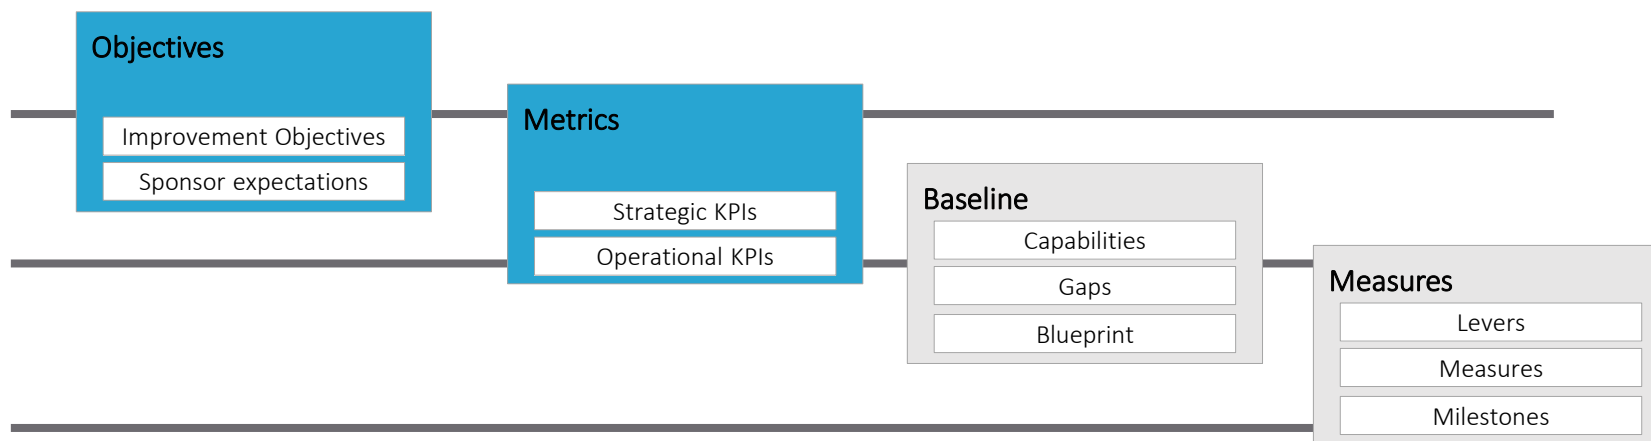 Objectives
Improvement Objectives
Sponsor expectations
Metrics
Strategic KPIs
Operational KPIs
Baseline
Capabilities
Gaps
Blueprint
Measures
Levers
Measures
Milestones